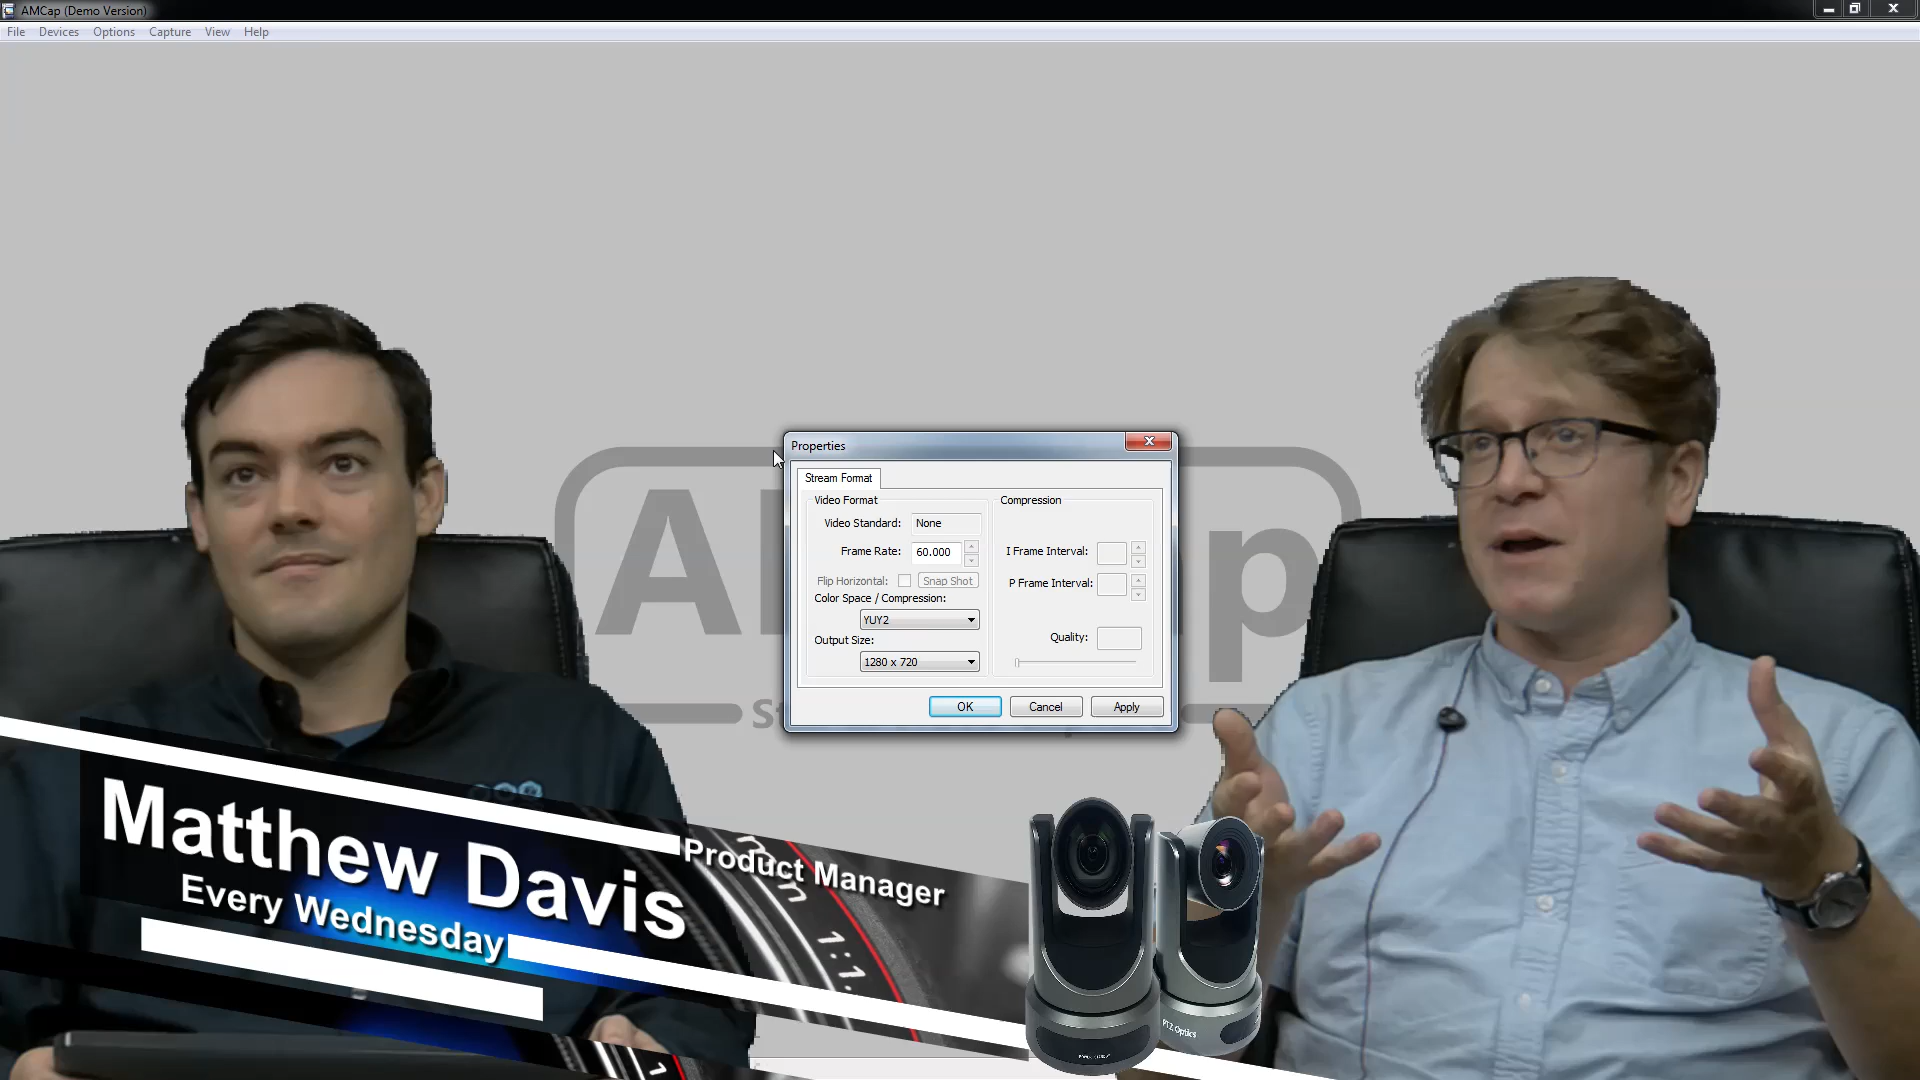 AMCap (Demo Version)
File Devices Options Capture View Help
Properties
Stream Format
Video Format
Video Standard: None
Frame Rate: 60.000
Flip Horizontal: Snap Shot
Color Space / Compression:
YUY2
Output Size:
1280 x 720
Compression
I Frame Interval:
P Frame Interval:
Quality:
OK Cancel Apply
Matthew Davis
Product Manager
Every Wednesday
PTZ Optics